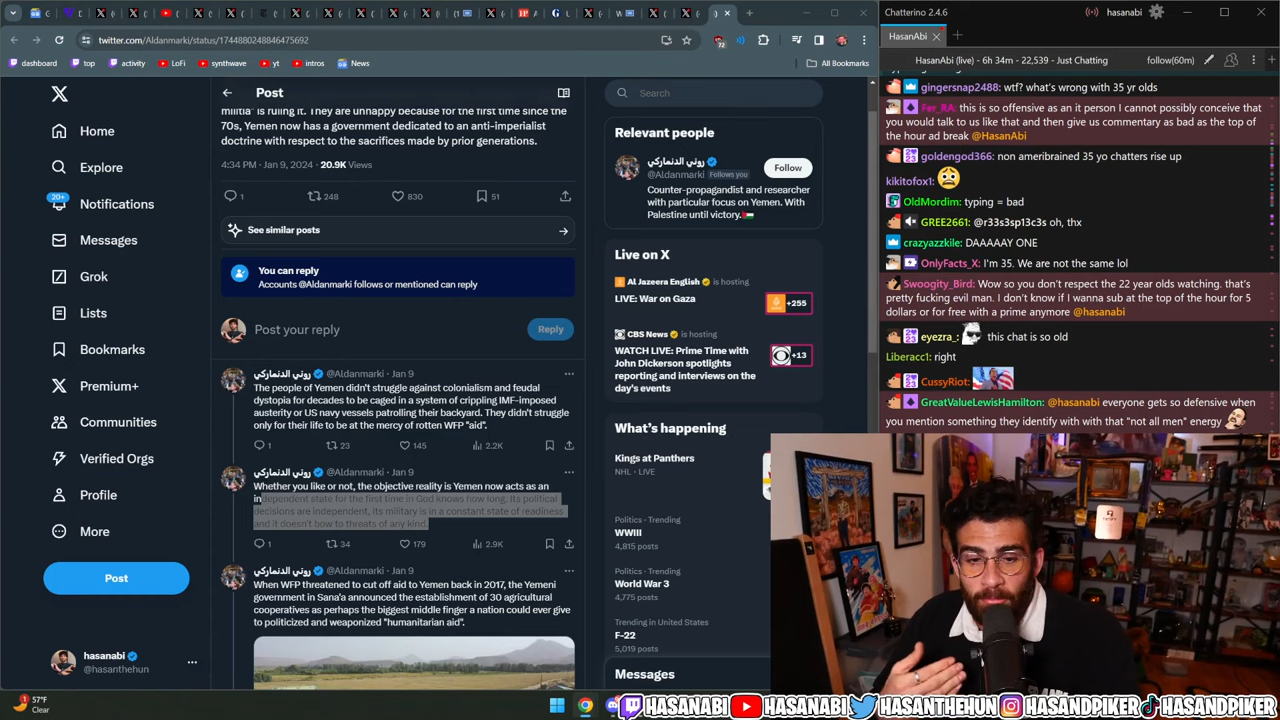 twitter.com/Aldanmarki/status/1744808248846475692
72
dashboard
top
activity
LoFi
synthwave
yt
intros
News
All Bookmarks
Home
Explore
20+
Notifications
Messages
Grok
Lists
Bookmarks
Premium+
Communities
Verified Orgs
Profile
More
Post
hasanabi
@hasanthehun
Post
militia" is ruling it. They are unhappy because for the first time since the
70s, Yemen now has a government dedicated to an anti-imperialist
doctrine with respect to the sacrifices made by prior generations.
4:34 PM · Jan 9, 2024 · 20.9K Views
1 248 830 51
See similar posts
You can reply
Accounts @Aldanmarki follows or mentioned can reply
Post your reply
Reply
روني الدنماركي @Aldanmarki · Jan 9
The people of Yemen didn't struggle against colonialism and feudal
dystopia for decades to be caged in a system of crippling IMF-imposed
austerity or US navy vessels patrolling their backyard. They didn't struggle
only for their life to be at the mercy of rotten WFP "aid".
1 23 145 2.2K
روني الدنماركي @Aldanmarki · Jan 9
Whether you like or not, the objective reality is Yemen now acts as an
independent state for the first time in God knows how long. Its political
decisions are independent, its military is in a constant state of readiness
and it doesn't bow to threats of any kind.
1 34 179 2.9K
روني الدنماركي @Aldanmarki · Jan 9
When WFP threatened to cut off aid to Yemen back in 2017, the Yemeni
government in Sana'a announced the establishment of 30 agricultural
cooperatives as perhaps the biggest middle finger a nation could ever give
to politicized and weaponized "humanitarian aid".
Search
Relevant people
روني الدنماركي
@Aldanmarki Follows you
Follow
Counter-propagandist and researcher
with particular focus on Yemen. With
Palestine until victory.
Live on X
Al Jazeera English is hosting
LIVE: War on Gaza
+255
CBS News is hosting
WATCH LIVE: Prime Time with
John Dickerson spotlights
reporting and interviews on the
day's events
+13
What's happening
Kings at Panthers
NHL · LIVE
Politics · Trending
WWIII
4,815 posts
Politics · Trending
World War 3
4,775 posts
Trending in United States
F-22
5,019 posts
Messages
Chatterino 2.4.6
hasanabi
HasanAbi
HasanAbi (live) - 6h 34m - 22,539 - Just Chatting
follow(60m)
gingersnap2488: wtf? what's wrong with 35 yr olds
Fer_RA: this is so offensive as an it person I cannot possibly conceive that
you would talk to us like that and then give us commentary as bad as the top of
the hour ad break @HasanAbi
goldengod366: non ameribrained 35 yo chatters rise up
kikitofox1:
OldMordim: typing = bad
GREE2661: @r33s3sp13c3s oh, thx
crazyazzkile: DAAAAAY ONE
OnlyFacts_X: I'm 35. We are not the same lol
Swoogity_Bird: Wow so you don't respect the 22 year olds watching. that's
pretty fucking evil man. I don't know if I wanna sub at the top of the hour for 5
dollars or for free with a prime anymore @hasanabi
eyezra_: this chat is so old
Liberacc1: right
CussyRiot:
GreatValueLewisHamilton: @hasanabi everyone gets so defensive when
you mention something they identify with with that "not all men" energy
1
57°F
Clear
HASANABI HASANABI HASANTHEHUN HASANDPIKER HASANDPIKER